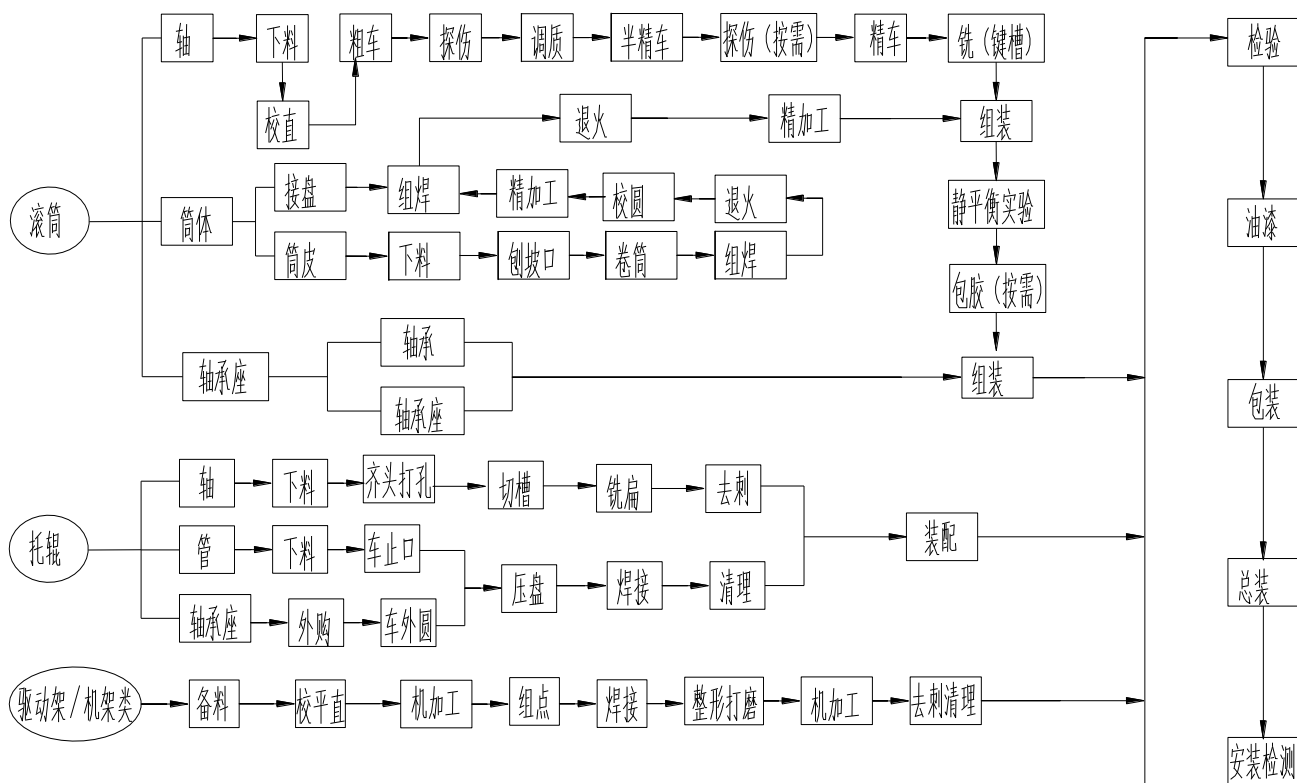 轴
下料
粗车
探伤
调质
半精车
探伤（按需）
精车
铣（键槽）
检验
校直
退火
精加工
组装
滚筒
筒体
接盘
组焊
精加工
校圆
退火
静平衡实验
油漆
筒皮
下料
刨坡口
卷筒
组焊
包胶（按需）
轴承座
轴承
轴承座
组装
包装
托辊
轴
下料
齐头打孔
切槽
铣扁
去刺
管
下料
车止口
装配
轴承座
外购
车外圆
压盘
焊接
清理
总装
驱动架/机架类
备料
校平直
机加工
组点
焊接
整形打磨
机加工
去刺清理
安装检测